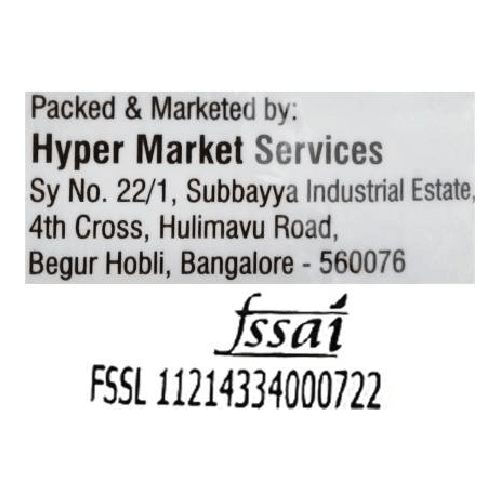 Packed & Marketed by:
Hyper Market Services
Sy No. 22/1, Subbayya Industrial Estate,
4th Cross, Hulimavu Road,
Begur Hobli, Bangalore - 560076
fssai
FSSL 11214334000722